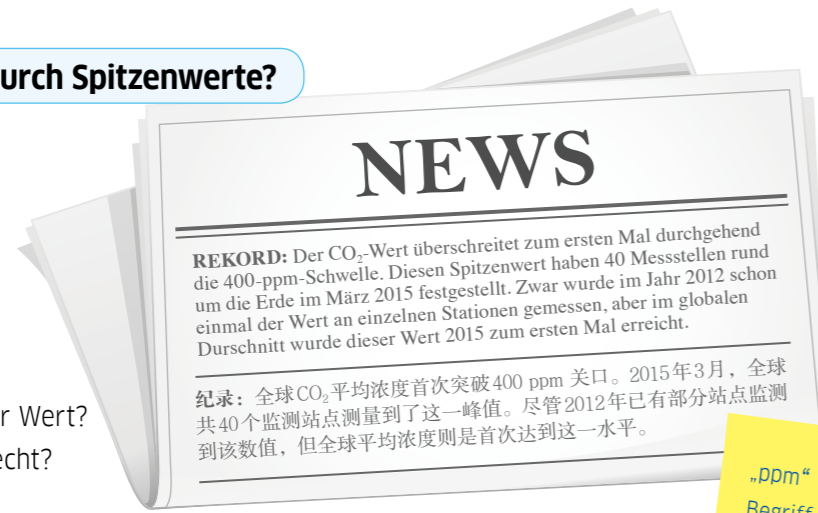 urch Spitzenwerte?
NEWS
REKORD: Der CO₂-Wert überschreitet zum ersten Mal durchgehend
die 400-ppm-Schwelle. Diesen Spitzenwert haben 40 Messstellen rund
um die Erde im März 2015 festgestellt. Zwar wurde im Jahr 2012 schon
einmal der Wert an einzelnen Stationen gemessen, aber im globalen
Durschnitt wurde dieser Wert 2015 zum ersten Mal erreicht.
纪录：全球CO₂平均浓度首次突破400 ppm 关口。2015年3月，全球
共40个监测站点测量到了这一峰值。尽管2012年已有部分站点监测
到该数值，但全球平均浓度则是首次达到这一水平。
r Wert?
echt?
„ppm“
Begriff